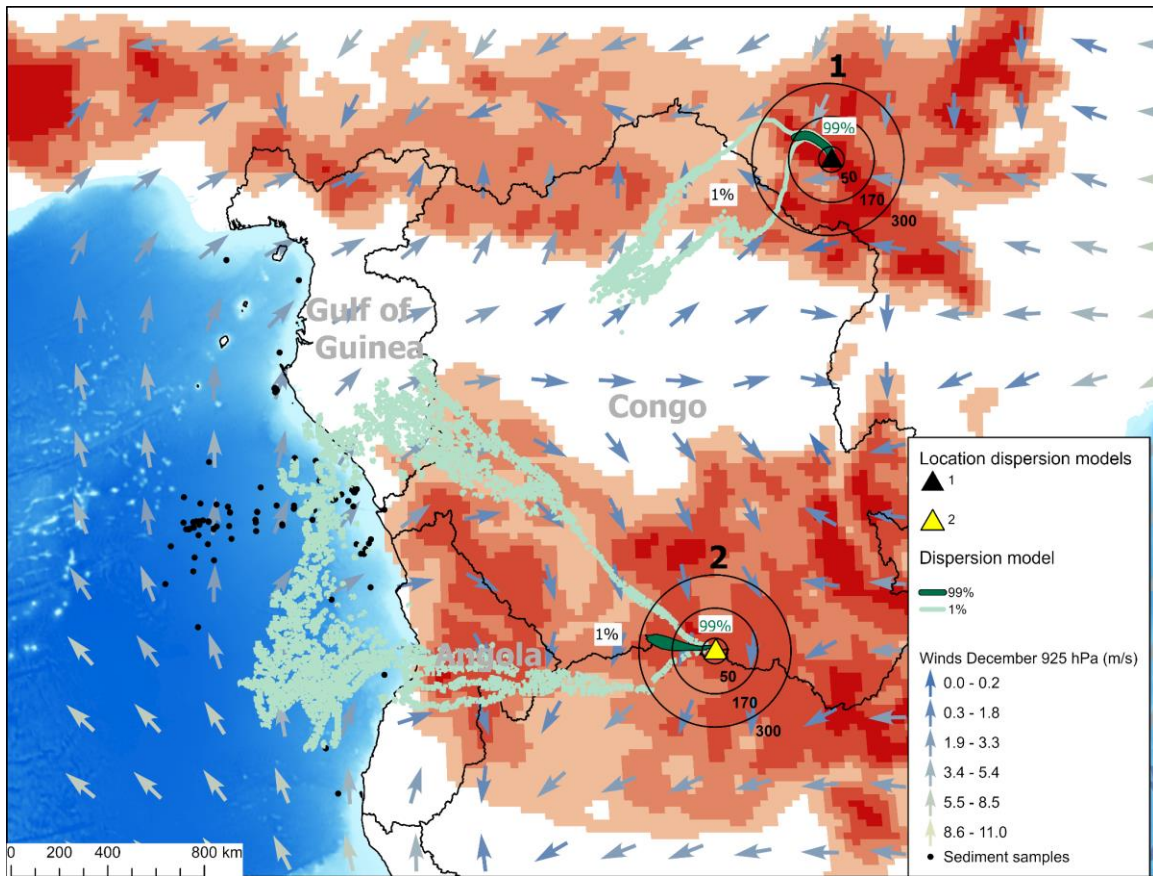 1
99%
50
170
300
1%
Gulf of
Guinea
Congo
2
99%
1%
Angola
50
170
300
Location dispersion models
1
2
Dispersion model
99%
1%
Winds December 925 hPa (m/s)
0.0 - 0.2
0.3 - 1.8
1.9 - 3.3
3.4 - 5.4
5.5 - 8.5
8.6 - 11.0
Sediment samples
0 200 400 800 km